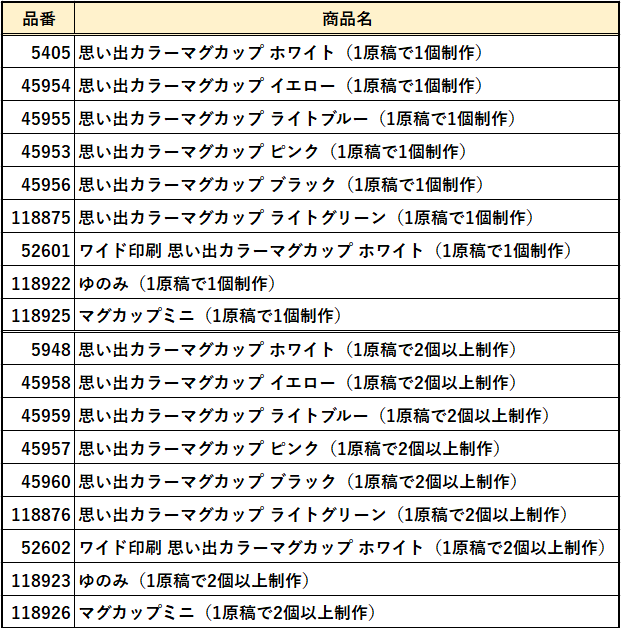 品番 商品名
5405 思い出カラーマグカップ ホワイト（1原稿で1個制作）
45954 思い出カラーマグカップ イエロー（1原稿で1個制作）
45955 思い出カラーマグカップ ライトブルー（1原稿で1個制作）
45953 思い出カラーマグカップ ピンク（1原稿で1個制作）
45956 思い出カラーマグカップ ブラック（1原稿で1個制作）
118875 思い出カラーマグカップ ライトグリーン（1原稿で1個制作）
52601 ワイド印刷 思い出カラーマグカップ ホワイト（1原稿で1個制作）
118922 ゆのみ（1原稿で1個制作）
118925 マグカップミニ（1原稿で1個制作）
5948 思い出カラーマグカップ ホワイト（1原稿で2個以上制作）
45958 思い出カラーマグカップ イエロー（1原稿で2個以上制作）
45959 思い出カラーマグカップ ライトブルー（1原稿で2個以上制作）
45957 思い出カラーマグカップ ピンク（1原稿で2個以上制作）
45960 思い出カラーマグカップ ブラック（1原稿で2個以上制作）
118876 思い出カラーマグカップ ライトグリーン（1原稿で2個以上制作）
52602 ワイド印刷 思い出カラーマグカップ ホワイト（1原稿で2個以上制作）
118923 ゆのみ（1原稿で2個以上制作）
118926 マグカップミニ（1原稿で2個以上制作）